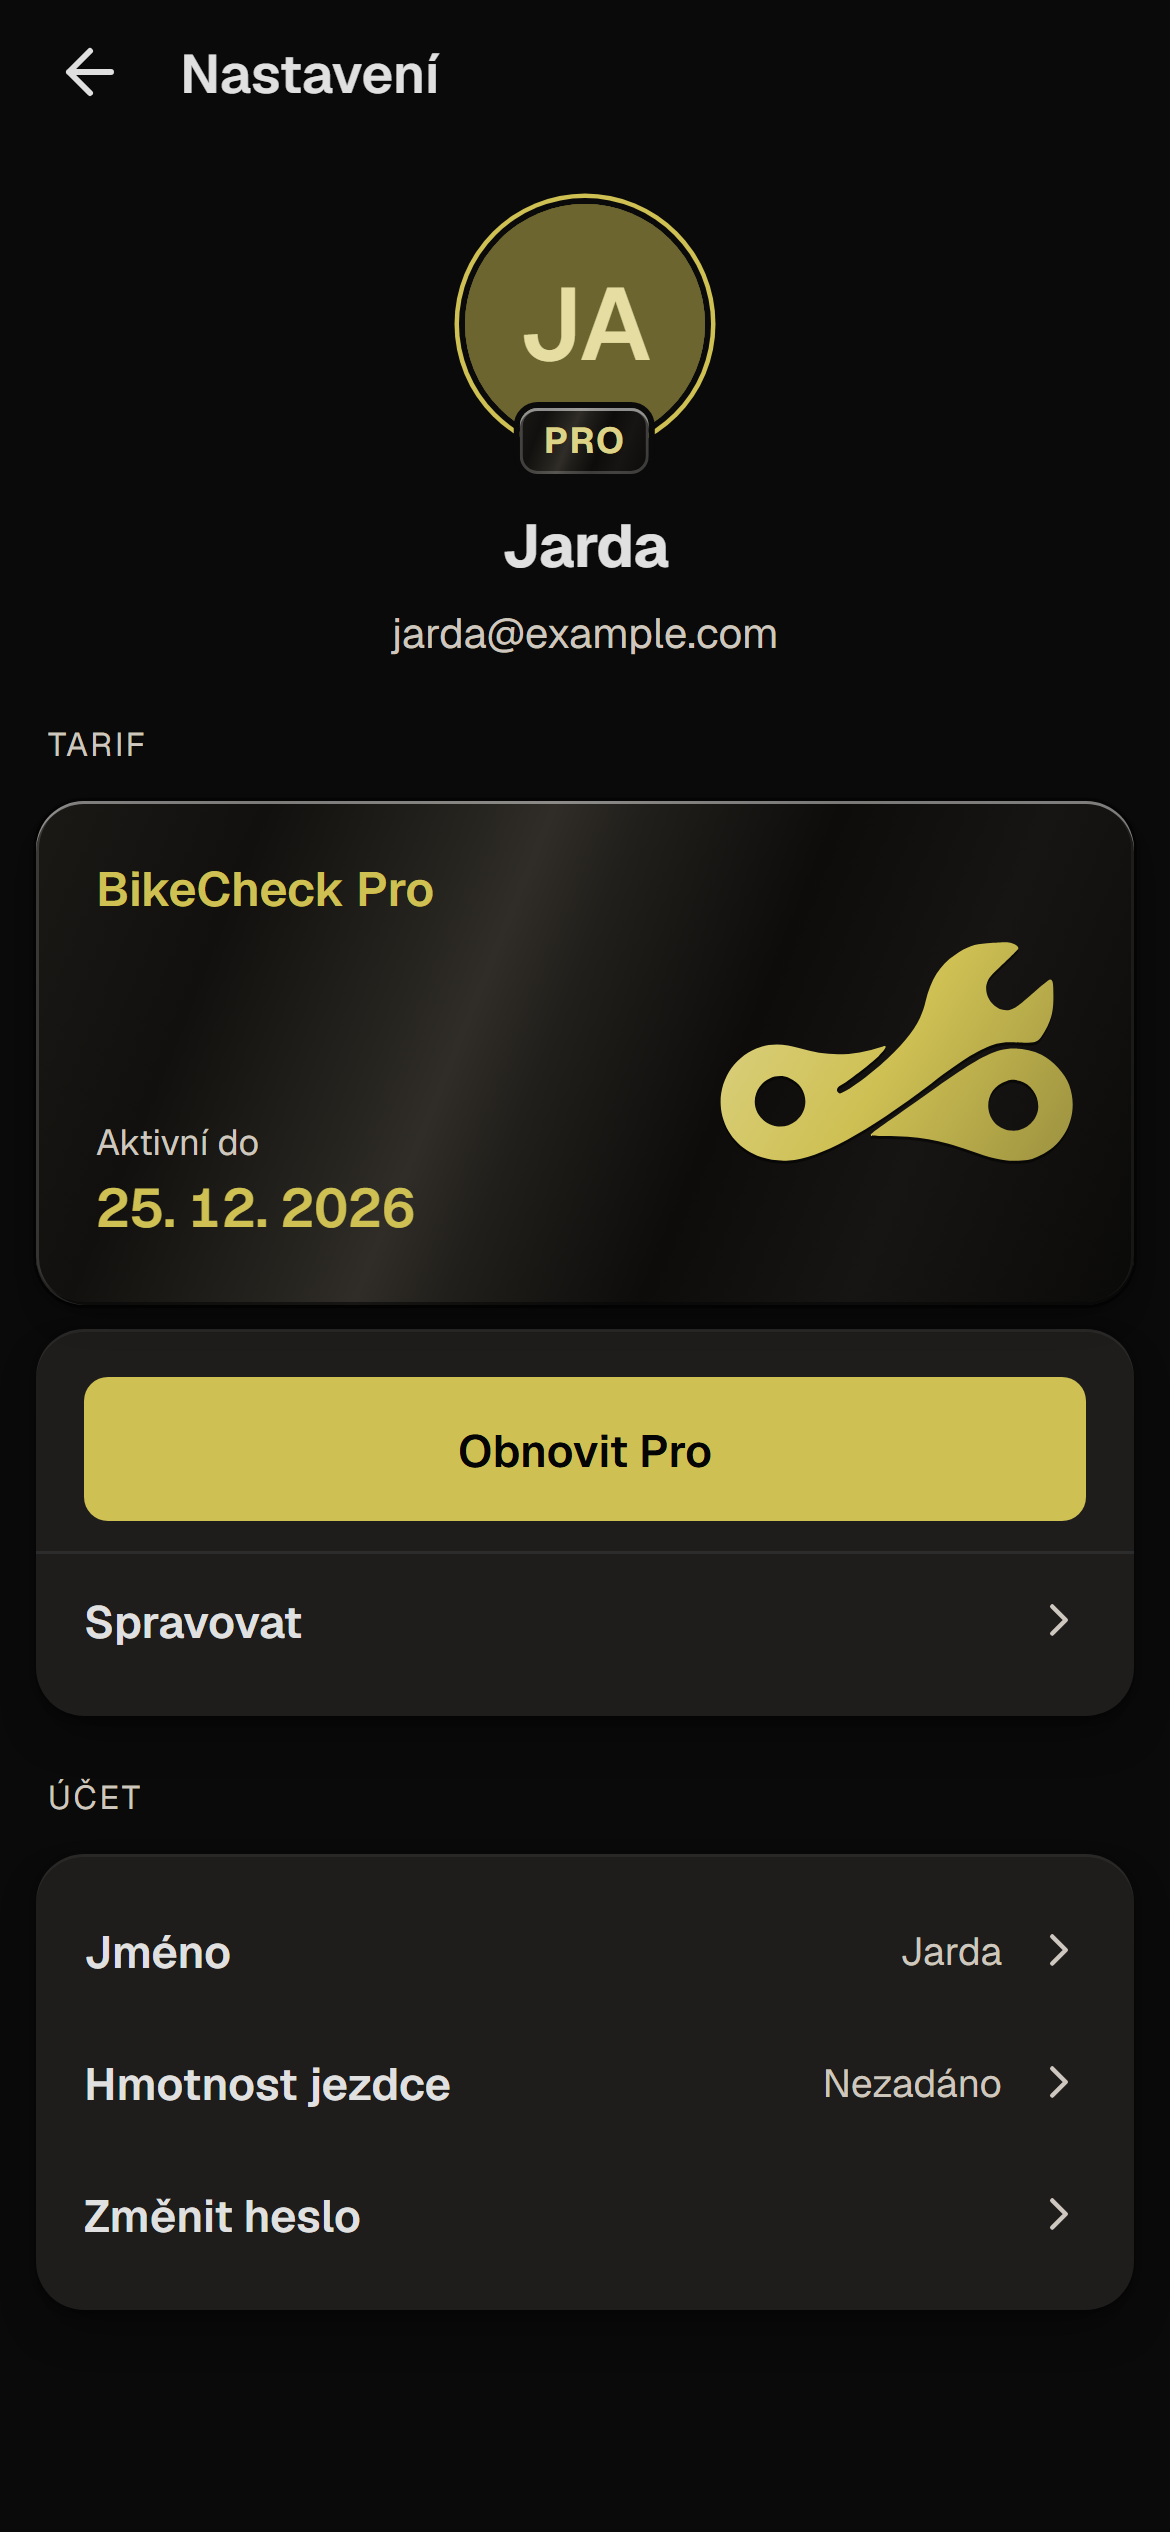 Nastavení
JA
PRO
Jarda
jarda@example.com
TARIF
BikeCheck Pro
Aktivní do
25. 12. 2026
Obnovit Pro
Spravovat
ÚČET
Jméno Jarda
Hmotnost jezdce Nezadáno
Změnit heslo